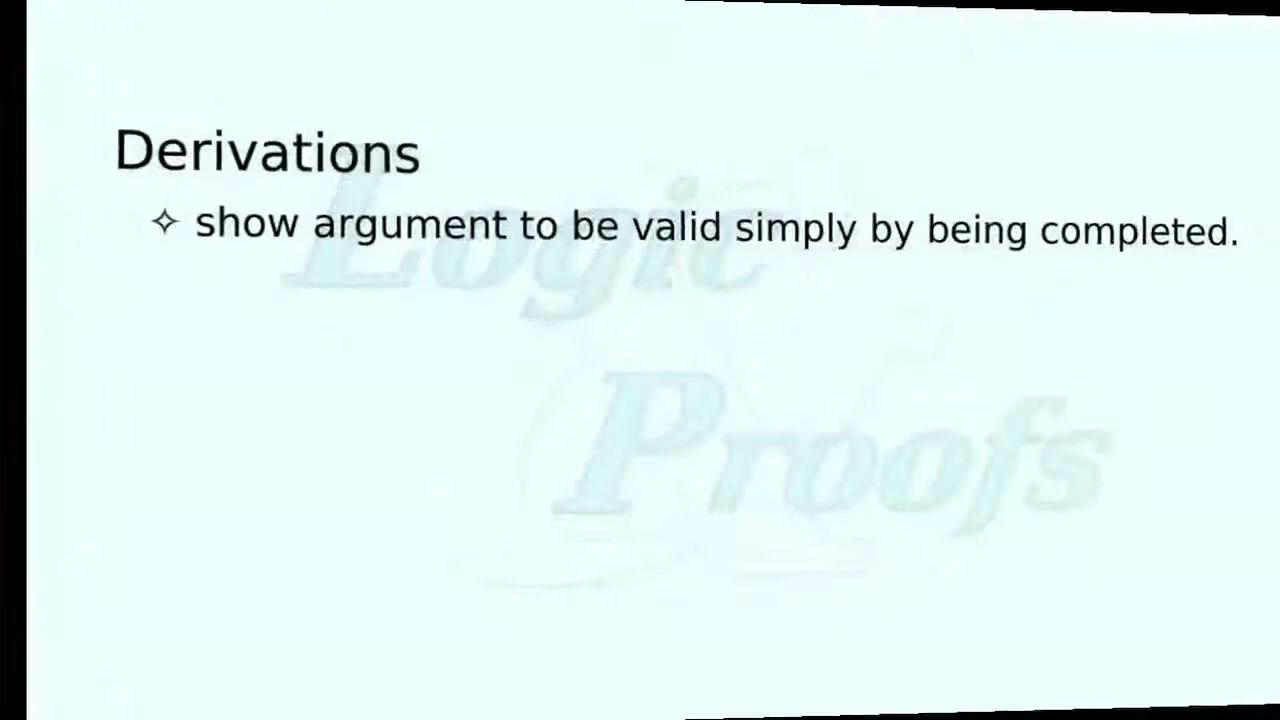 Derivations
✧ show argument to be valid simply by being completed.
Logic
Proofs